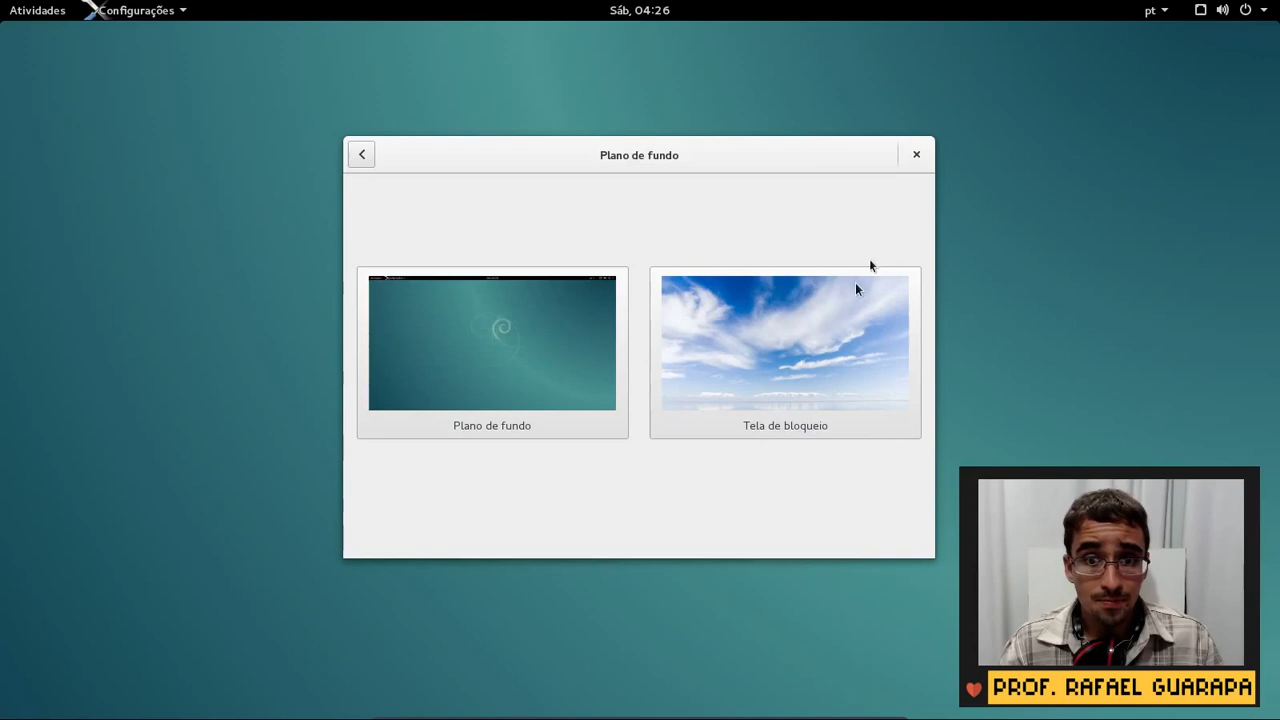 Atividades
Configurações
Sáb, 04:26
pt
Plano de fundo
Plano de fundo
Tela de bloqueio
PROF. RAFAEL GUARAPA